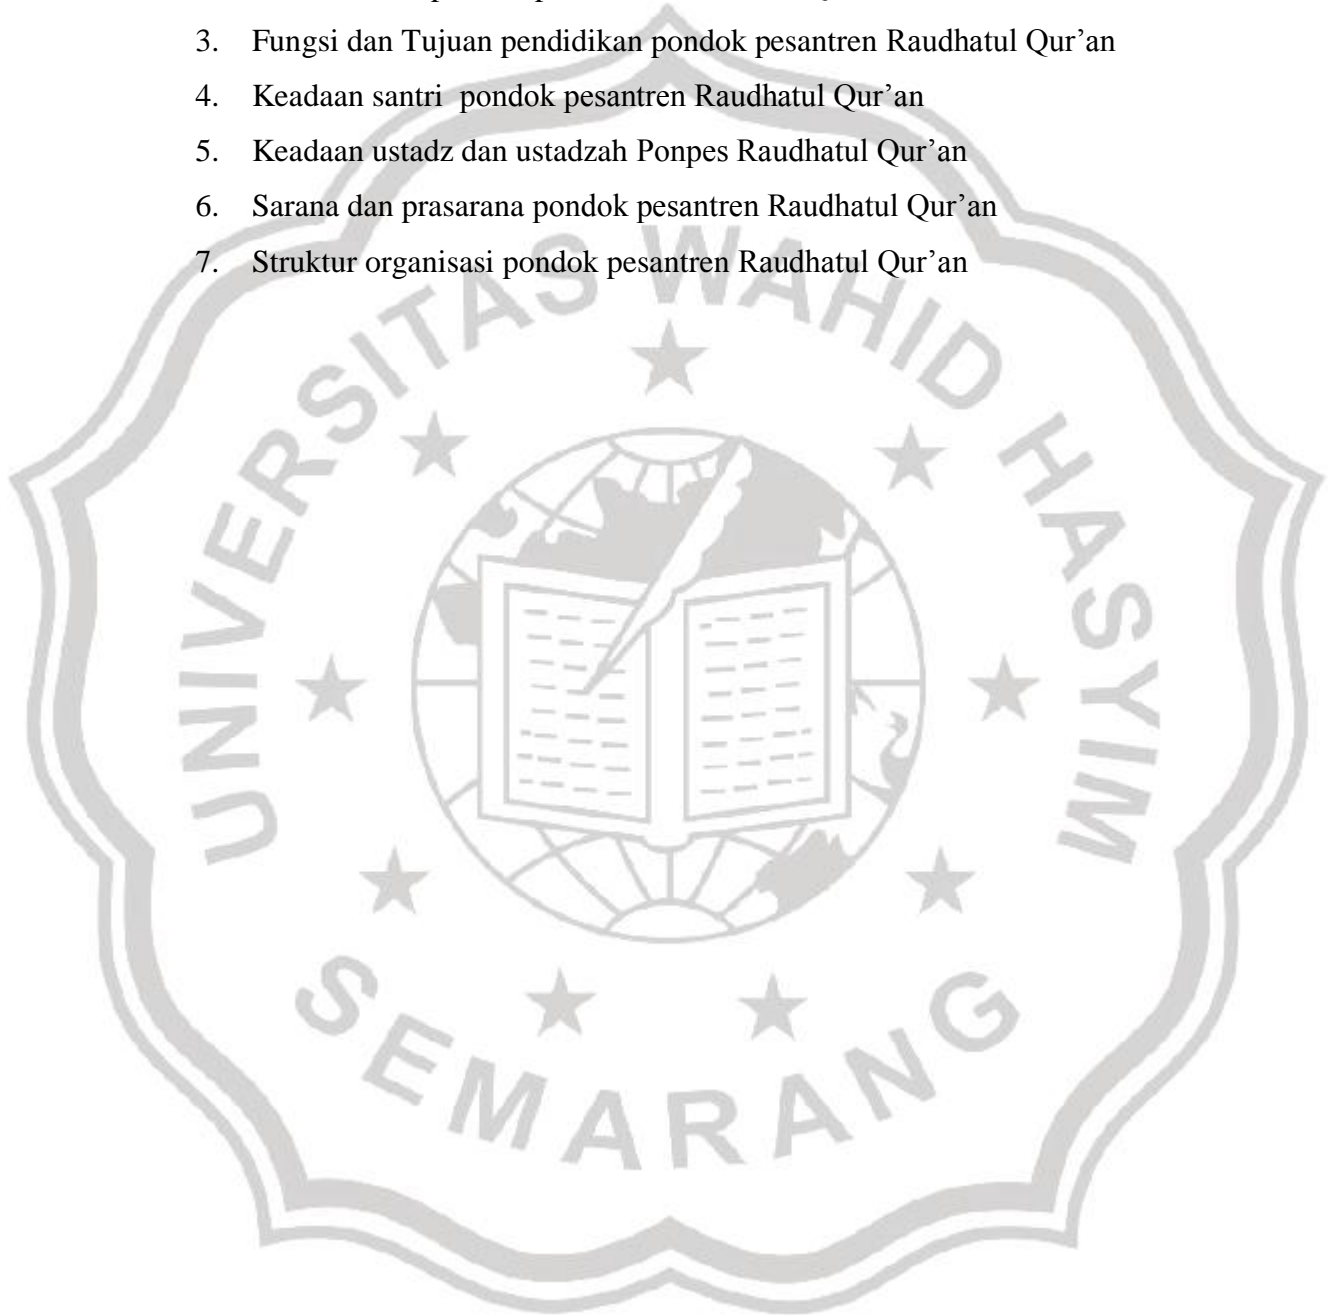 3. Fungsi dan Tujuan pendidikan pondok pesantren Raudhatul Qur’an
4. Keadaan santri pondok pesantren Raudhatul Qur’an
5. Keadaan ustadz dan ustadzah Ponpes Raudhatul Qur’an
6. Sarana dan prasarana pondok pesantren Raudhatul Qur’an
7. Struktur organisasi pondok pesantren Raudhatul Qur’an
UNIVERSITAS WAHID HASYIM
SEMARANG